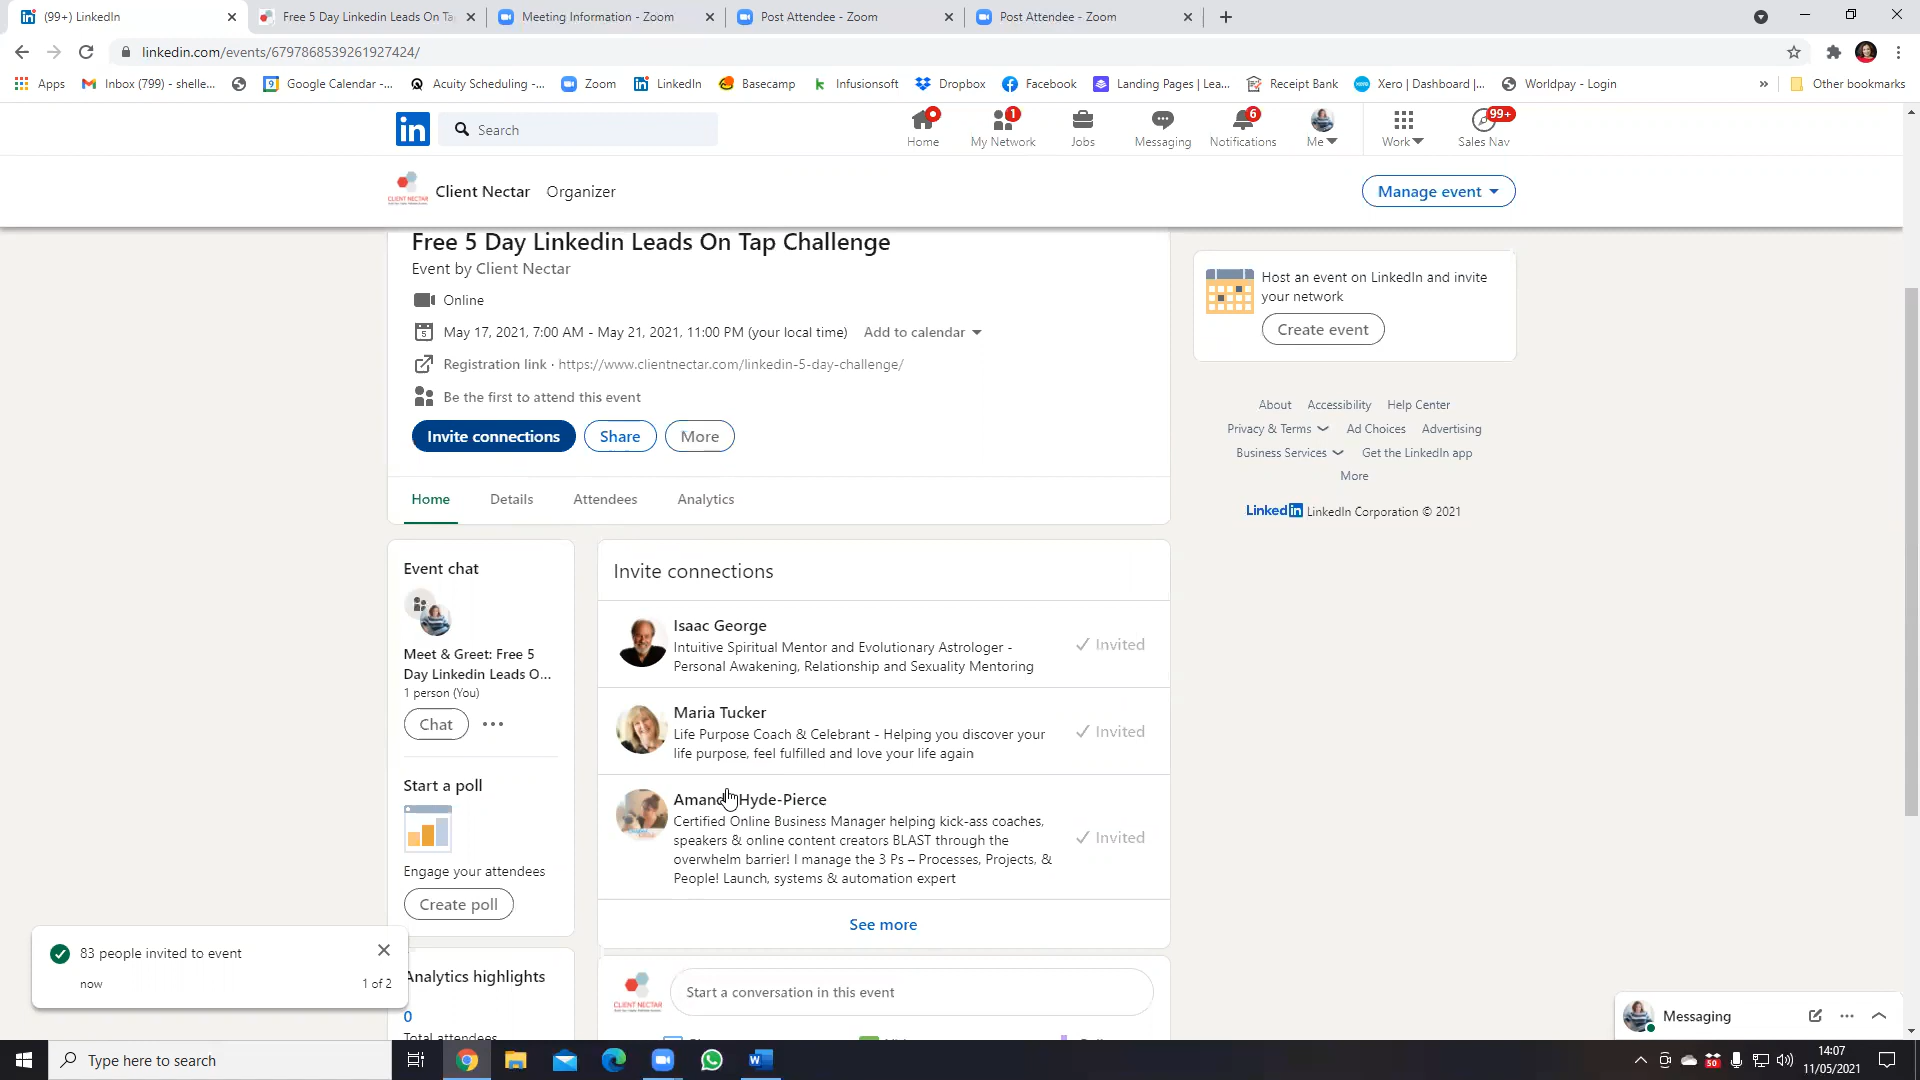 (99+) LinkedIn
Free 5 Day Linkedin Leads On Ta
Meeting Information - Zoom
Post Attendee - Zoom
Post Attendee - Zoom
linkedin.com/events/6797868539261927424/
Apps
Inbox (799) - shelle...
Google Calendar -...
Acuity Scheduling -...
Zoom
LinkedIn
Basecamp
Infusionsoft
Dropbox
Facebook
Landing Pages | Lea...
Receipt Bank
Xero | Dashboard |...
Worldpay - Login
»
Other bookmarks
in
Search
Home
1
My Network
Jobs
Messaging
6
Notifications
Me
Work
99+
Sales Nav
CLIENT NECTAR
Client Nectar Organizer
Manage event
Free 5 Day Linkedin Leads On Tap Challenge
Event by Client Nectar
Online
May 17, 2021, 7:00 AM - May 21, 2021, 11:00 PM (your local time) Add to calendar
Registration link · https://www.clientnectar.com/linkedin-5-day-challenge/
Be the first to attend this event
Invite connections
Share
More
Home
Details
Attendees
Analytics
Event chat
Meet & Greet: Free 5
Day Linkedin Leads O...
1 person (You)
Chat
Start a poll
Engage your attendees
Create poll
Analytics highlights
0
Total attendees
Invite connections
Isaac George
Intuitive Spiritual Mentor and Evolutionary Astrologer -
Personal Awakening, Relationship and Sexuality Mentoring
Invited
Maria Tucker
Life Purpose Coach & Celebrant - Helping you discover your
life purpose, feel fulfilled and love your life again
Invited
Hyde-Pierce
Certified Online Business Manager helping kick-ass coaches,
speakers & online content creators BLAST through the
overwhelm barrier! I manage the 3 Ps – Processes, Projects, &
People! Launch, systems & automation expert
Invited
See more
CLIENT NECTAR
Start a conversation in this event
Host an event on LinkedIn and invite
your network
Create event
About Accessibility Help Center
Privacy & Terms Ad Choices Advertising
Business Services Get the LinkedIn app
More
LinkedIn LinkedIn Corporation © 2021
83 people invited to event
now
1 of 2
Messaging
Type here to search
14:07
11/05/2021